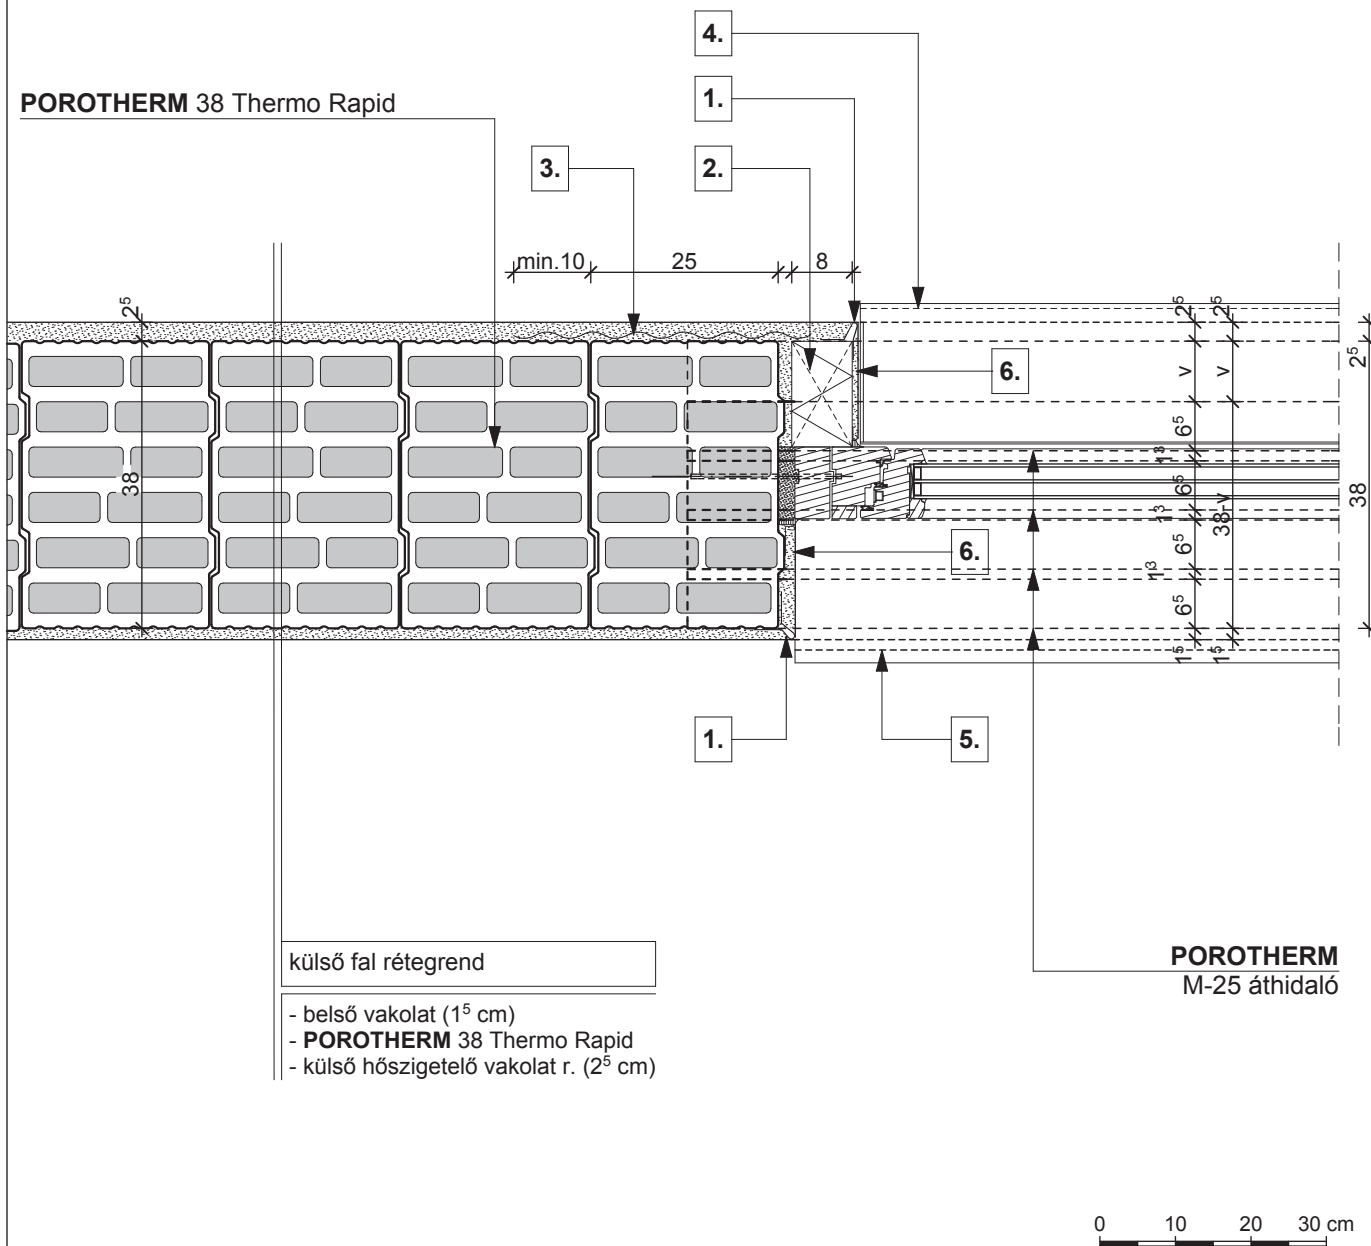 4.
POROTHERM 38 Thermo Rapid
1.
3.
2.
min.10
25
8
2⁵
2⁵
2⁵
2⁵
v
v
6.
6⁵
1³
38
6⁵
38-v
38
1³
6.
6⁵
1³
6⁵
1⁵
1⁵
1.
5.
külső fal rétegrend
POROTHERM
M-25 áthidaló
- belső vakolat (1⁵ cm)
- POROTHERM 38 Thermo Rapid
- külső hőszigetelő vakolat r. (2⁵ cm)
0 10 20 30 cm